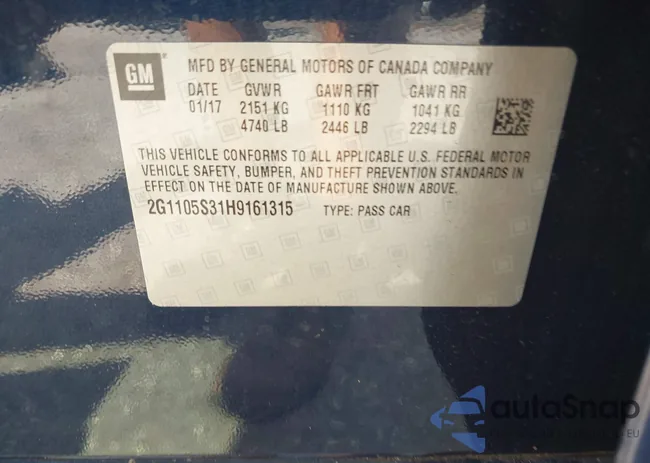 GM
MFD BY GENERAL MOTORS OF CANADA COMPANY
DATE GVWR GAWR FRT GAWR RR
01/17 2151 KG 1110 KG 1041 KG
4740 LB 2446 LB 2294 LB
THIS VEHICLE CONFORMS TO ALL APPLICABLE U.S. FEDERAL MOTOR
VEHICLE SAFETY, BUMPER, AND THEFT PREVENTION STANDARDS IN
EFFECT ON THE DATE OF MANUFACTURE SHOWN ABOVE.
2G1105S31H9161315 TYPE: PASS CAR
autoSnap
EU